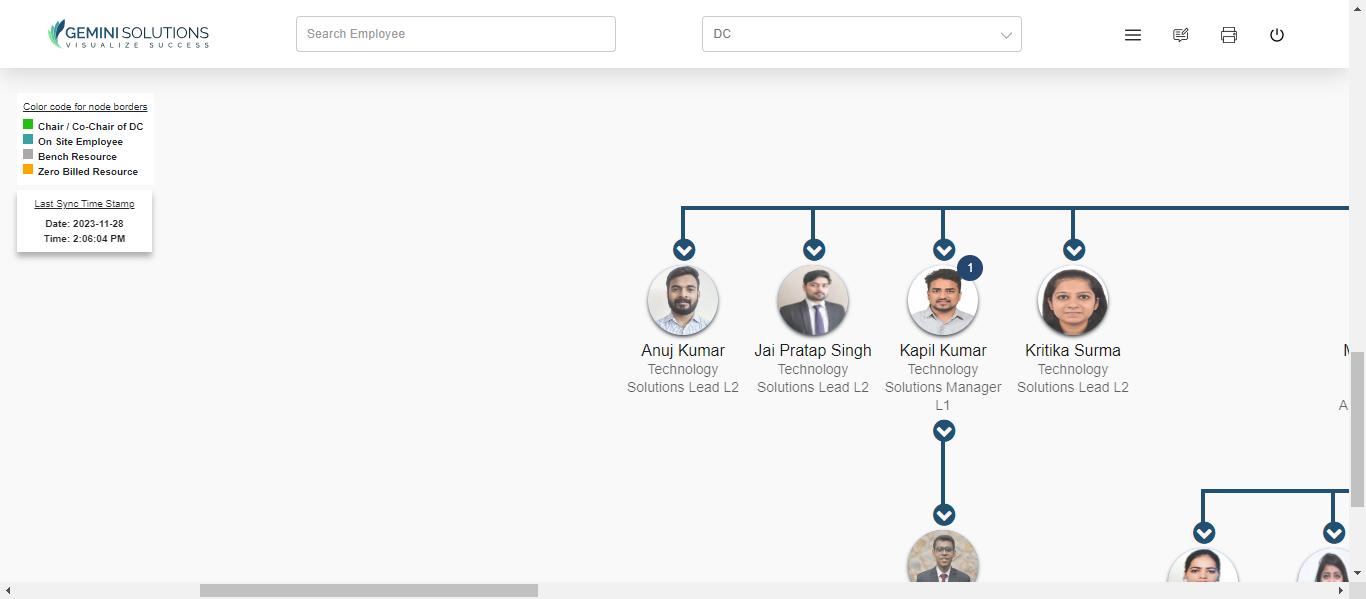 GEMINI SOLUTIONS
VISUALIZE SUCCESS
Search Employee
DC
Color code for node borders
Chair / Co-Chair of DC
On Site Employee
Bench Resource
Zero Billed Resource
Last Sync Time Stamp
Date: 2023-11-28
Time: 2:06:04 PM
1
Anuj Kumar
Technology
Solutions Lead L2
Jai Pratap Singh
Technology
Solutions Lead L2
Kapil Kumar
Technology
Solutions Manager
L1
Kritika Surma
Technology
Solutions Lead L2
A